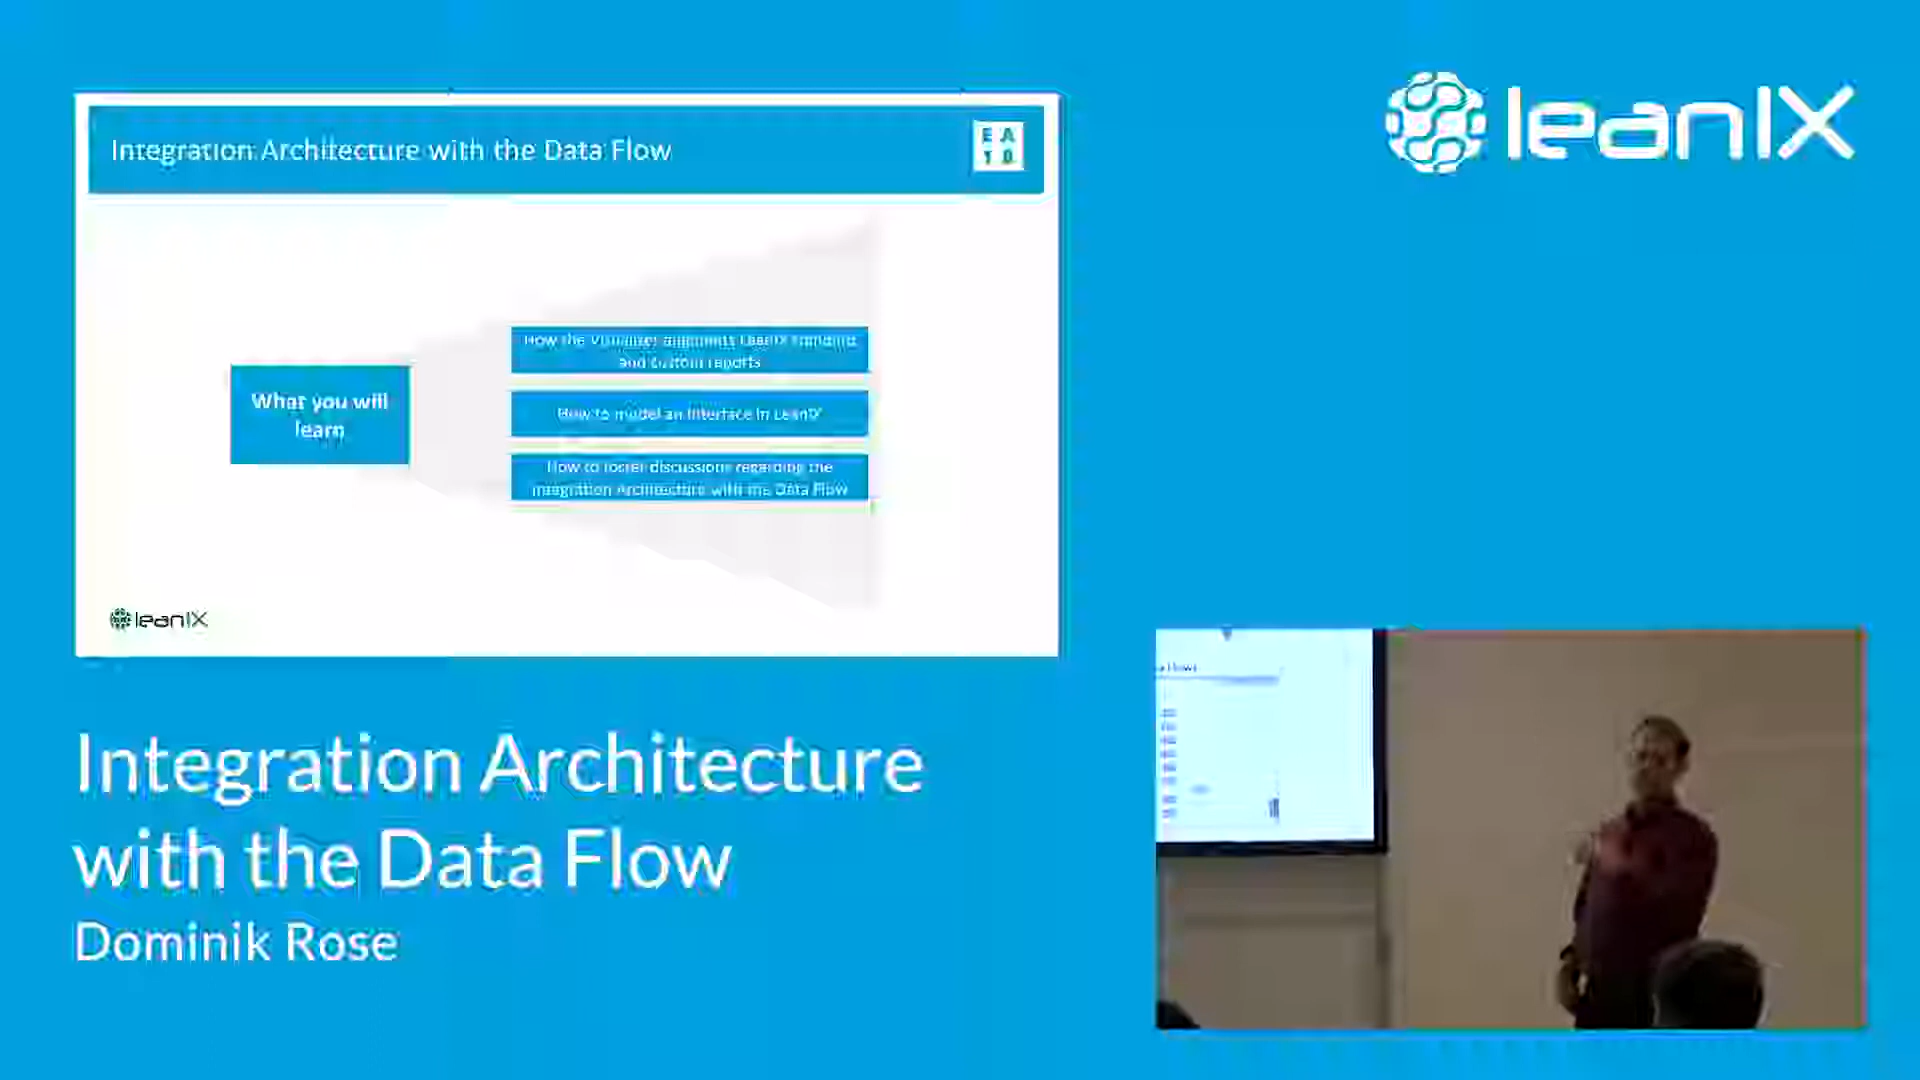 leanIX
Integration Architecture with the Data Flow
E A
1 8
What you will
learn
How the Visualizer augments LeanIX standard
and custom reports
How to model an Interface in LeanIX
How to foster discussions regarding the
Integration Architecture with the Data Flow
leanIX
Integration Architecture
with the Data Flow
Dominik Rose